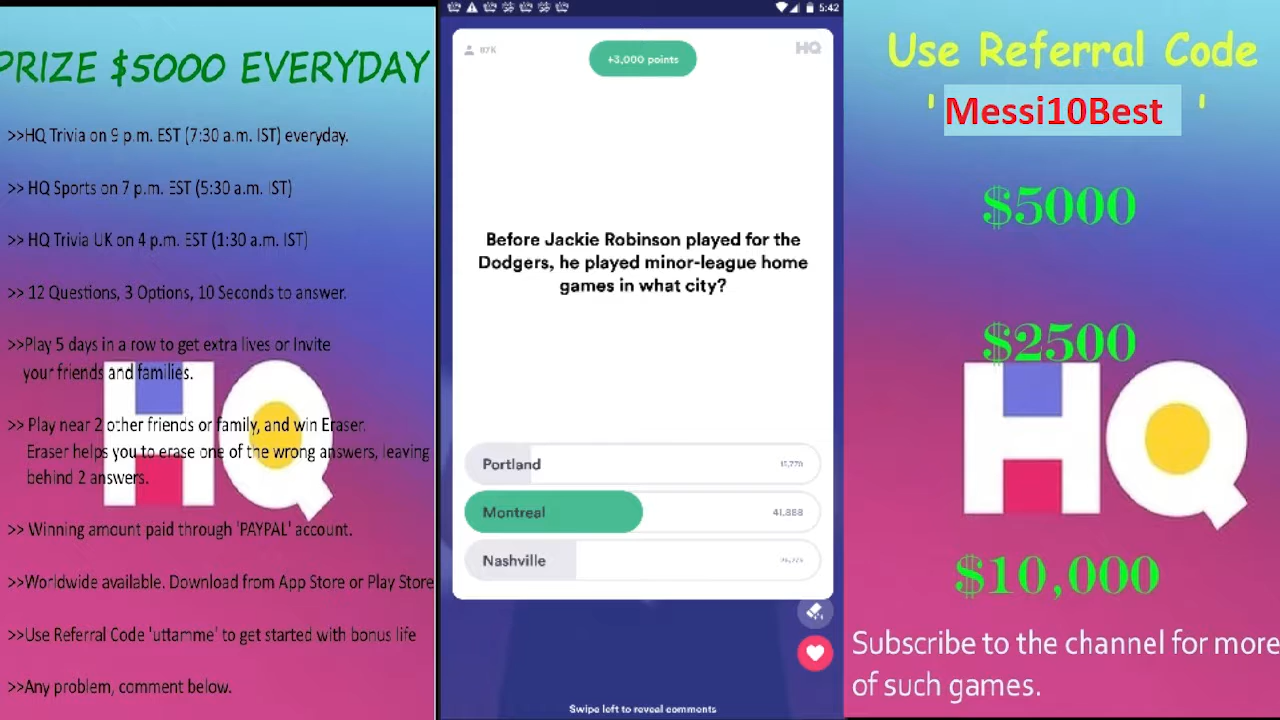 PRIZE $5000 EVERYDAY
>>HQ Trivia on 9 p.m. EST (7:30 a.m. IST) everyday.
>> HQ Sports on 7 p.m. EST (5:30 a.m. IST)
>> HQ Trivia UK on 4 p.m. EST (1:30 a.m. IST)
>> 12 Questions, 3 Options, 10 Seconds to answer.
>>Play 5 days in a row to get extra lives or Invite
your friends and families.
>> Play near 2 other friends or family, and win Eraser.
Eraser helps you to erase one of the wrong answers, leaving
behind 2 answers.
>> Winning amount paid through 'PAYPAL' account.
>>Worldwide available. Download from App Store or Play Store
>>Use Referral Code 'uttamme' to get started with bonus life
>>Any problem, comment below.
HQ
5:42
87K
+3,000 points
HQ
Before Jackie Robinson played for the
Dodgers, he played minor-league home
games in what city?
Portland
Montreal 41,888
Nashville
Swipe left to reveal comments
Use Referral Code
' Messi10Best '
$5000
$2500
HQ
$10,000
Subscribe to the channel for more
of such games.